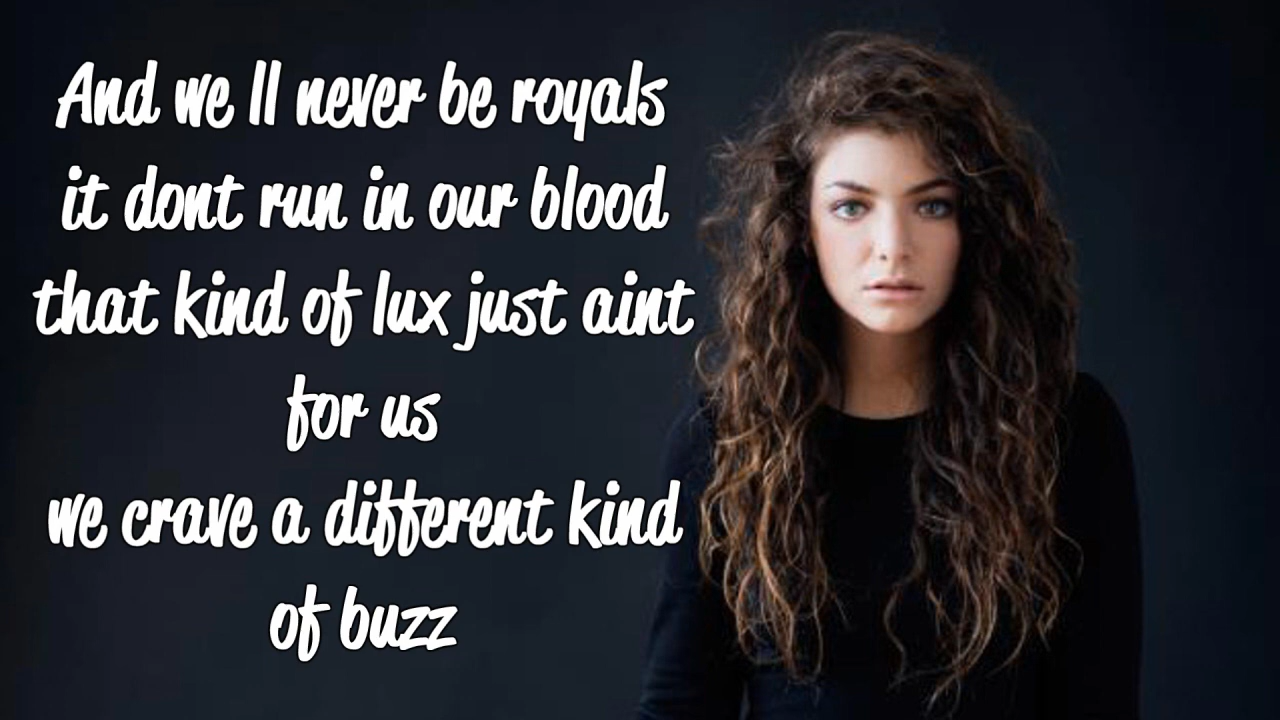 And we ll never be royals
it dont run in our blood
that kind of lux just aint
for us
we crave a different kind
of buzz